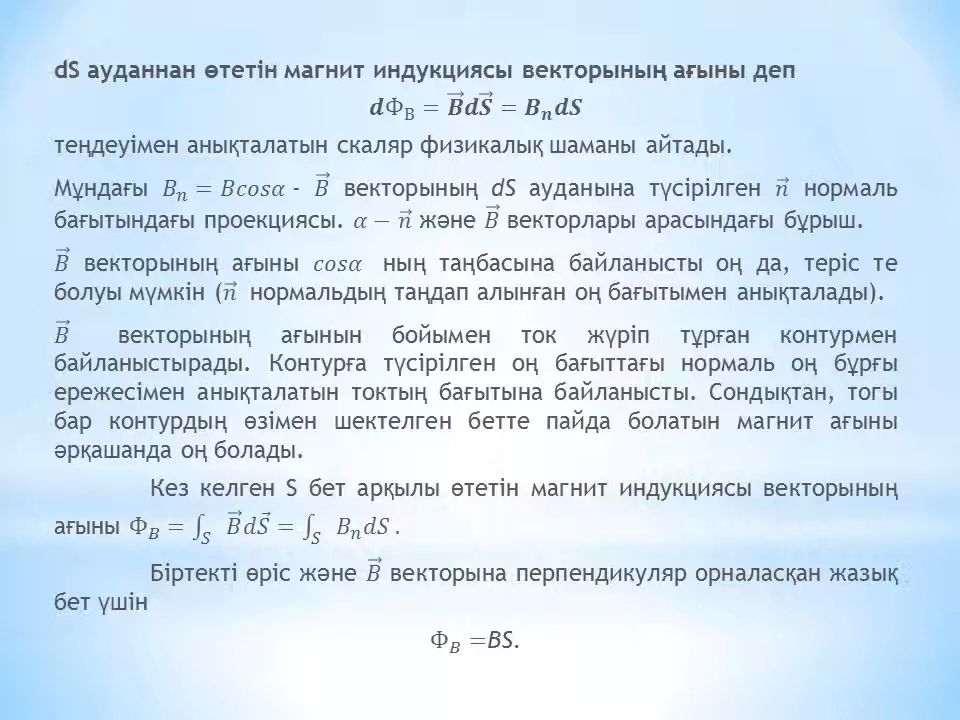 dS ауданнан өтетін магнит индукциясы векторының ағыны деп
𝒅Φ_B = B⃗dS⃗ = BₙdS
теңдеуімен анықталатын скаляр физикалық шаманы айтады.
Мұндағы Bₙ = Bcosα - B⃗ векторының dS ауданына түсірілген n⃗ нормаль
бағытындағы проекциясы. α − n⃗ және B⃗ векторлары арасындағы бұрыш.
B⃗ векторының ағыны cosα ның таңбасына байланысты оң да, теріс те
болуы мүмкін (n⃗ нормальдың таңдап алынған оң бағытымен анықталады).
B⃗ векторының ағынын бойымен ток жүріп тұрған контурмен
байланыстырады. Контурға түсірілген оң бағыттағы нормаль оң бұрғы
ережесімен анықталатын токтың бағытына байланысты. Сондықтан, тогы
бар контурдың өзімен шектелген бетте пайда болатын магнит ағыны
әрқашанда оң болады.
Кез келген S бет арқылы өтетін магнит индукциясы векторының
ағыны Φ_B = ∫_S B⃗dS⃗ = ∫_S BₙdS .
Біртекті өріс және B⃗ векторына перпендикуляр орналасқан жазық
бет үшін
Φ_B =BS.